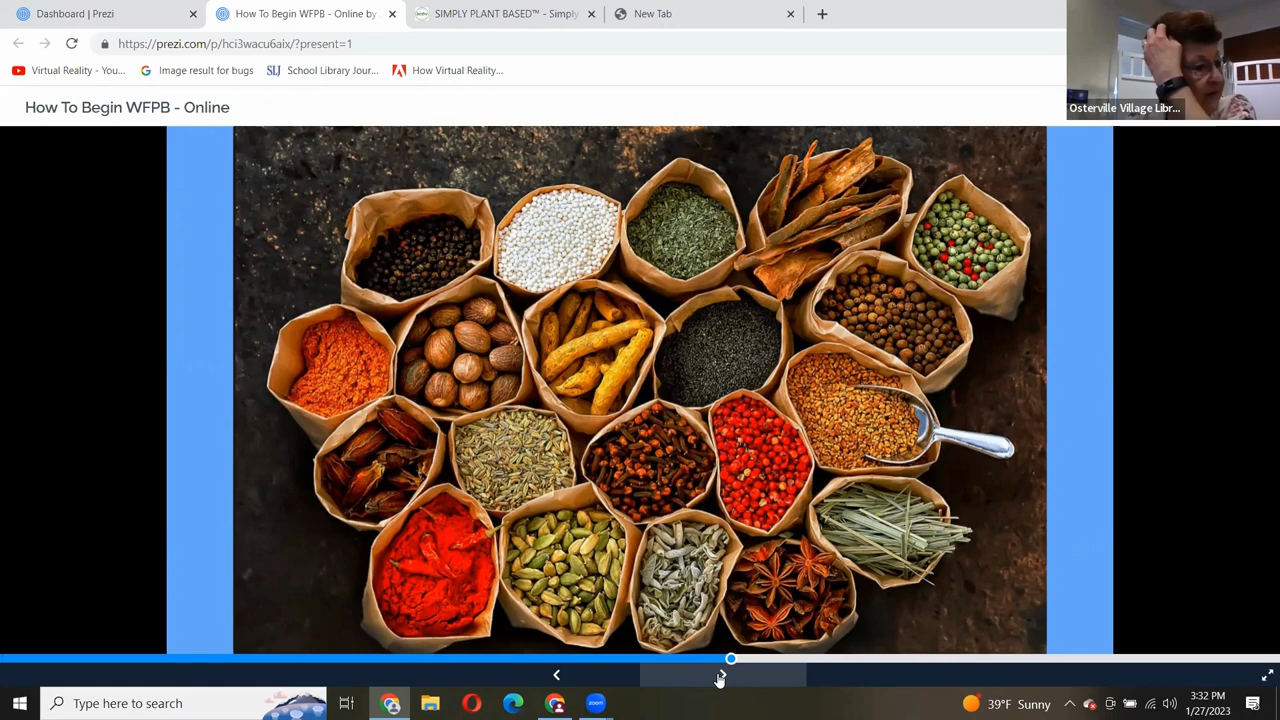 Dashboard | Prezi
How To Begin WFPB - Online by
SIMPLY PLANT BASED™ - Simply
New Tab
https://prezi.com/p/hci3wacu6aix/?present=1
Virtual Reality - You...
Image result for bugs
SLJ
School Library Jour...
How Virtual Reality...
How To Begin WFPB - Online
Osterville Village Libr...
Type here to search
zoom
39°F Sunny
3:32 PM
1/27/2023